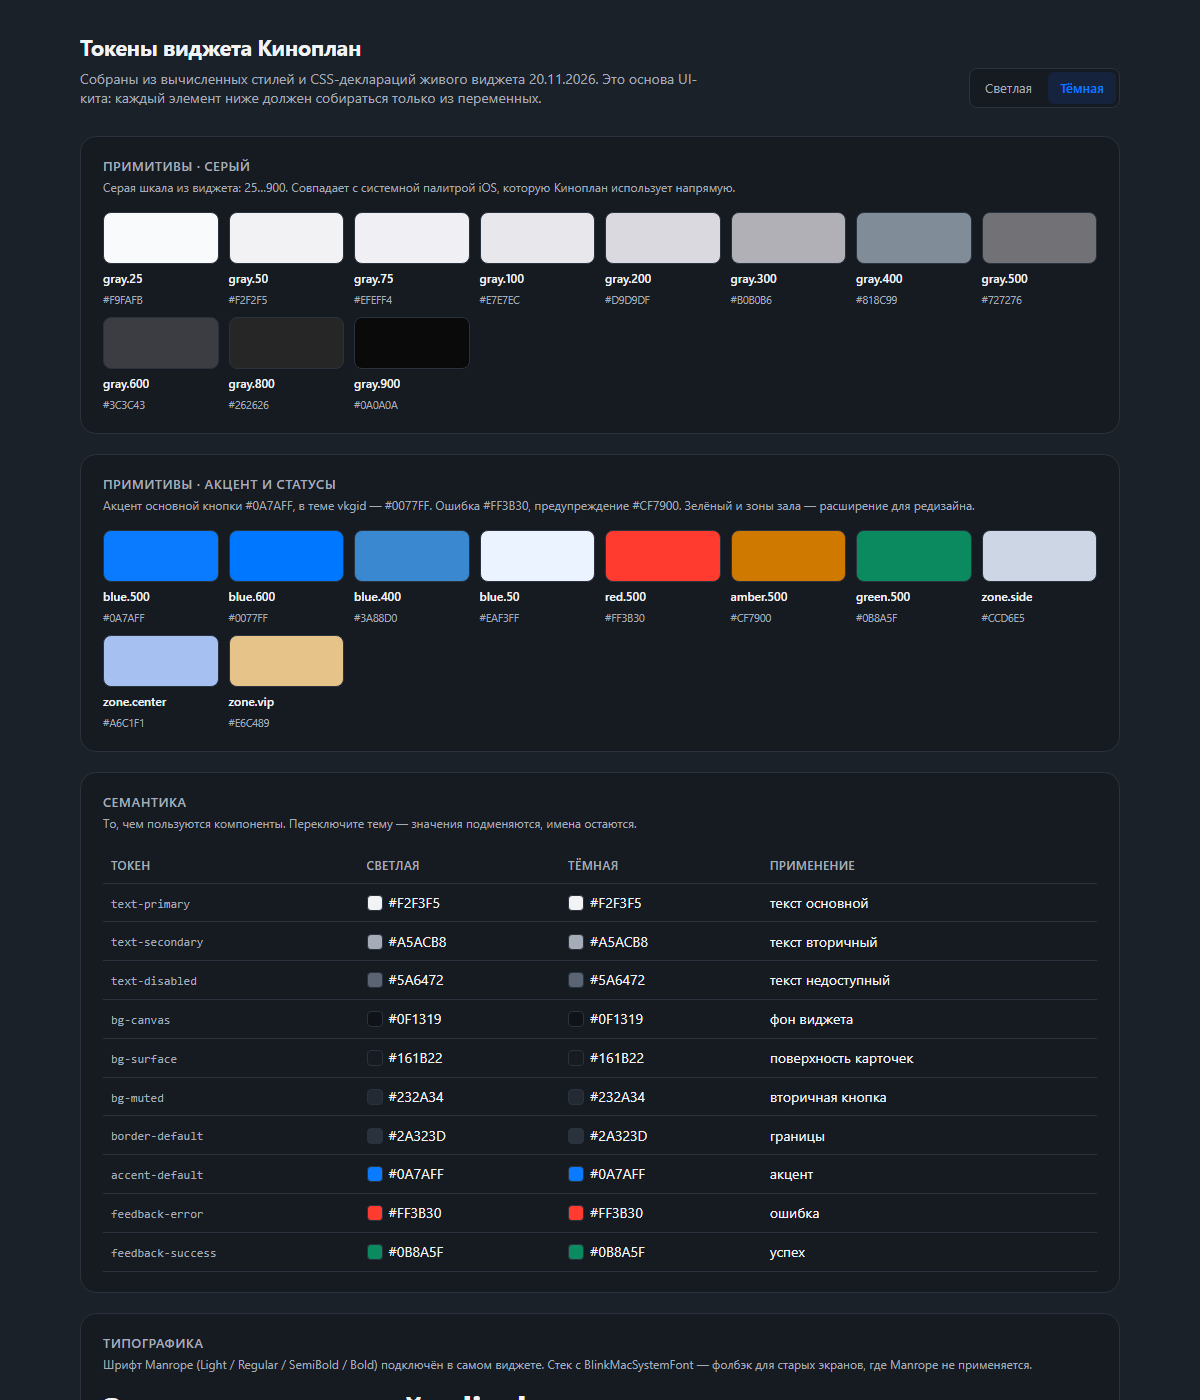 Токены виджета Киноплан
Собраны из вычисленных стилей и CSS-деклараций живого виджета 20.11.2026. Это основа UI-
кита: каждый элемент ниже должен собираться только из переменных.
Светлая Тёмная
ПРИМИТИВЫ · СЕРЫЙ
Серая шкала из виджета: 25…900. Совпадает с системной палитрой iOS, которую Киноплан использует напрямую.
gray.25 gray.50 gray.75 gray.100 gray.200 gray.300 gray.400 gray.500
#F9FAFB #F2F2F5 #EFEFF4 #E7E7EC #D9D9DF #B0B0B6 #818C99 #727276
gray.600 gray.800 gray.900
#3C3C43 #262626 #0A0A0A
ПРИМИТИВЫ · АКЦЕНТ И СТАТУСЫ
Акцент основной кнопки #0A7AFF, в теме vkgid — #0077FF. Ошибка #FF3B30, предупреждение #CF7900. Зелёный и зоны зала — расширение для редизайна.
blue.500 blue.600 blue.400 blue.50 red.500 amber.500 green.500 zone.side
#0A7AFF #0077FF #3A88D0 #EAF3FF #FF3B30 #CF7900 #0B8A5F #CCD6E5
zone.center zone.vip
#A6C1F1 #E6C489
СЕМАНТИКА
То, чем пользуются компоненты. Переключите тему — значения подменяются, имена остаются.
ТОКЕН СВЕТЛАЯ ТЁМНАЯ ПРИМЕНЕНИЕ
text-primary #F2F3F5 #F2F3F5 текст основной
text-secondary #A5ACB8 #A5ACB8 текст вторичный
text-disabled #5A6472 #5A6472 текст недоступный
bg-canvas #0F1319 #0F1319 фон виджета
bg-surface #161B22 #161B22 поверхность карточек
bg-muted #232A34 #232A34 вторичная кнопка
border-default #2A323D #2A323D границы
accent-default #0A7AFF #0A7AFF акцент
feedback-error #FF3B30 #FF3B30 ошибка
feedback-success #0B8A5F #0B8A5F успех
ТИПОГРАФИКА
Шрифт Manrope (Light / Regular / SemiBold / Bold) подключён в самом виджете. Стек с BlinkMacSystemFont — фолбэк для старых экранов, где Manrope не применяется.